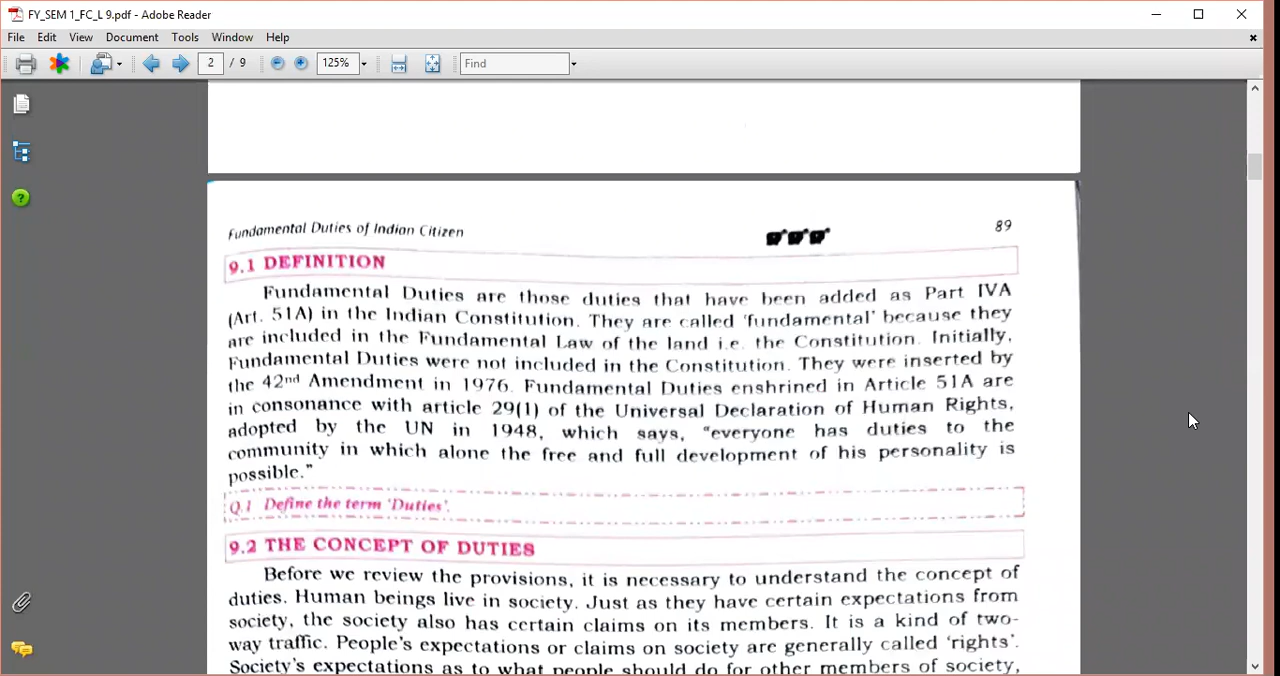 FY_SEM 1_FC_L 9.pdf - Adobe Reader
File Edit View Document Tools Window Help
2 / 9 125% Find
Fundamental Duties of Indian Citizen 89
9.1 DEFINITION
Fundamental Duties are those duties that have been added as Part IVA
(Art. 51A) in the Indian Constitution. They are called 'fundamental' because they
are included in the Fundamental Law of the land i.e. the Constitution. Initially,
Fundamental Duties were not included in the Constitution. They were inserted by
the 42nd Amendment in 1976. Fundamental Duties enshrined in Article 51A are
in consonance with article 29(1) of the Universal Declaration of Human Rights,
adopted by the UN in 1948, which says, "everyone has duties to the
community in which alone the free and full development of his personality is
possible."
Q.1 Define the term 'Duties'.
9.2 THE CONCEPT OF DUTIES
Before we review the provisions, it is necessary to understand the concept of
duties. Human beings live in society. Just as they have certain expectations from
society, the society also has certain claims on its members. It is a kind of two-
way traffic. People's expectations or claims on society are generally called 'rights'.
Society's expectations as to what people should do for other members of society,